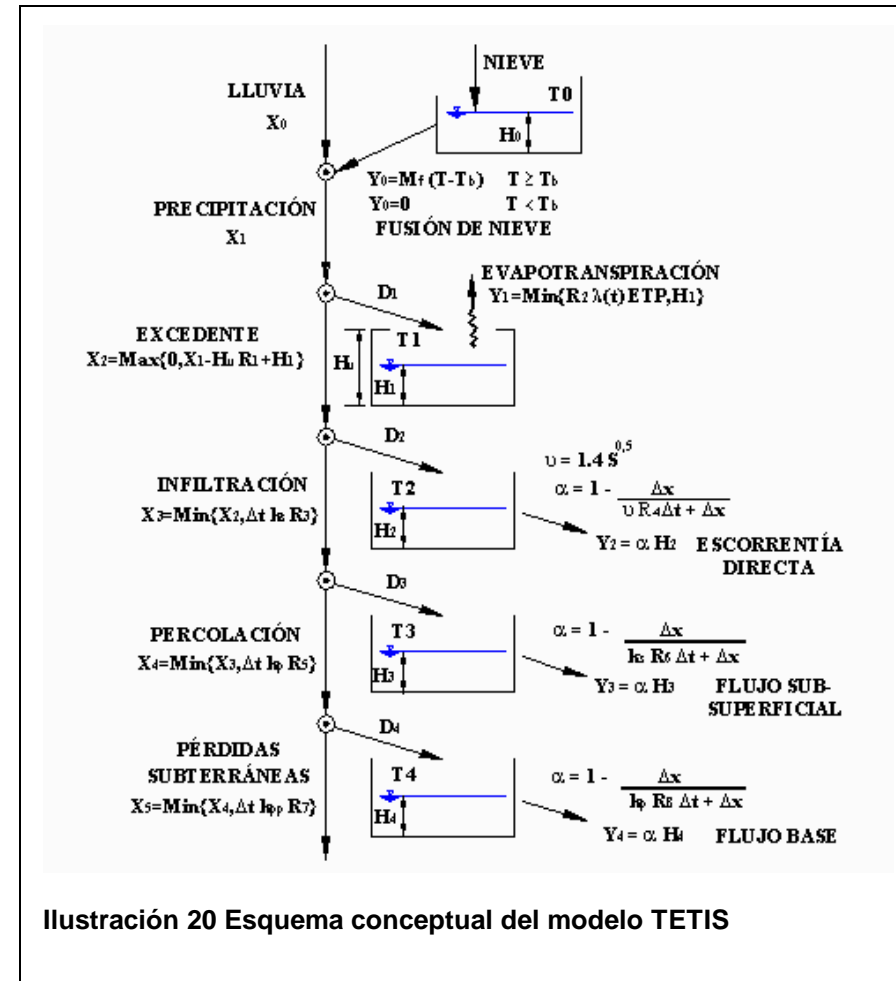 NIEVE
LLUVIA
X0
T0
H0
Y0=Mf (T-Tb) T ≥ Tb
Y0=0 T < Tb
FUSIÓN DE NIEVE
PRECIPITACIÓN
X1
EVAPOTRANSPIRACIÓN
Y1=Min{R2 λ(t) ETP,H1}
D1
EXCEDENTE
X2=Max{0,X1-Hu R1+H1}
Hu
T1
H1
D2
υ = 1.4 S^0,5
INFILTRACIÓN
X3=Min{X2,Δt ks R3}
T2
H2
α = 1 - Δx
υ R4Δt + Δx
Y2 = α H2 ESCORRENTÍA
DIRECTA
D3
PERCOLACIÓN
X4=Min{X3,Δt kp R5}
T3
H3
α = 1 - Δx
ks R6 Δt + Δx
Y3 = α H3 FLUJO SUB-
SUPERFICIAL
D4
PÉRDIDAS
SUBTERRÁNEAS
X5=Min{X4,Δt kpp R7}
T4
H4
α = 1 - Δx
kp R8 Δt + Δx
Y4 = α H4 FLUJO BASE
Ilustración 20 Esquema conceptual del modelo TETIS